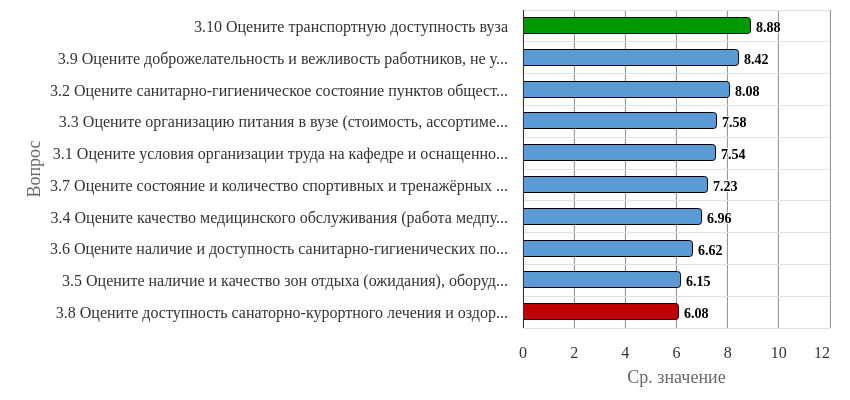 3.10 Оцените транспортную доступность вуза 8.88
3.9 Оцените доброжелательность и вежливость работников, не у... 8.42
3.2 Оцените санитарно-гигиеническое состояние пунктов общест... 8.08
3.3 Оцените организацию питания в вузе (стоимость, ассортиме... 7.58
3.1 Оцените условия организации труда на кафедре и оснащенно... 7.54
3.7 Оцените состояние и количество спортивных и тренажёрных ... 7.23
3.4 Оцените качество медицинского обслуживания (работа медпу... 6.96
3.6 Оцените наличие и доступность санитарно-гигиенических по... 6.62
3.5 Оцените наличие и качество зон отдыха (ожидания), оборуд... 6.15
3.8 Оцените доступность санаторно-курортного лечения и оздор... 6.08
Вопрос
0 2 4 6 8 10 12
Ср. значение